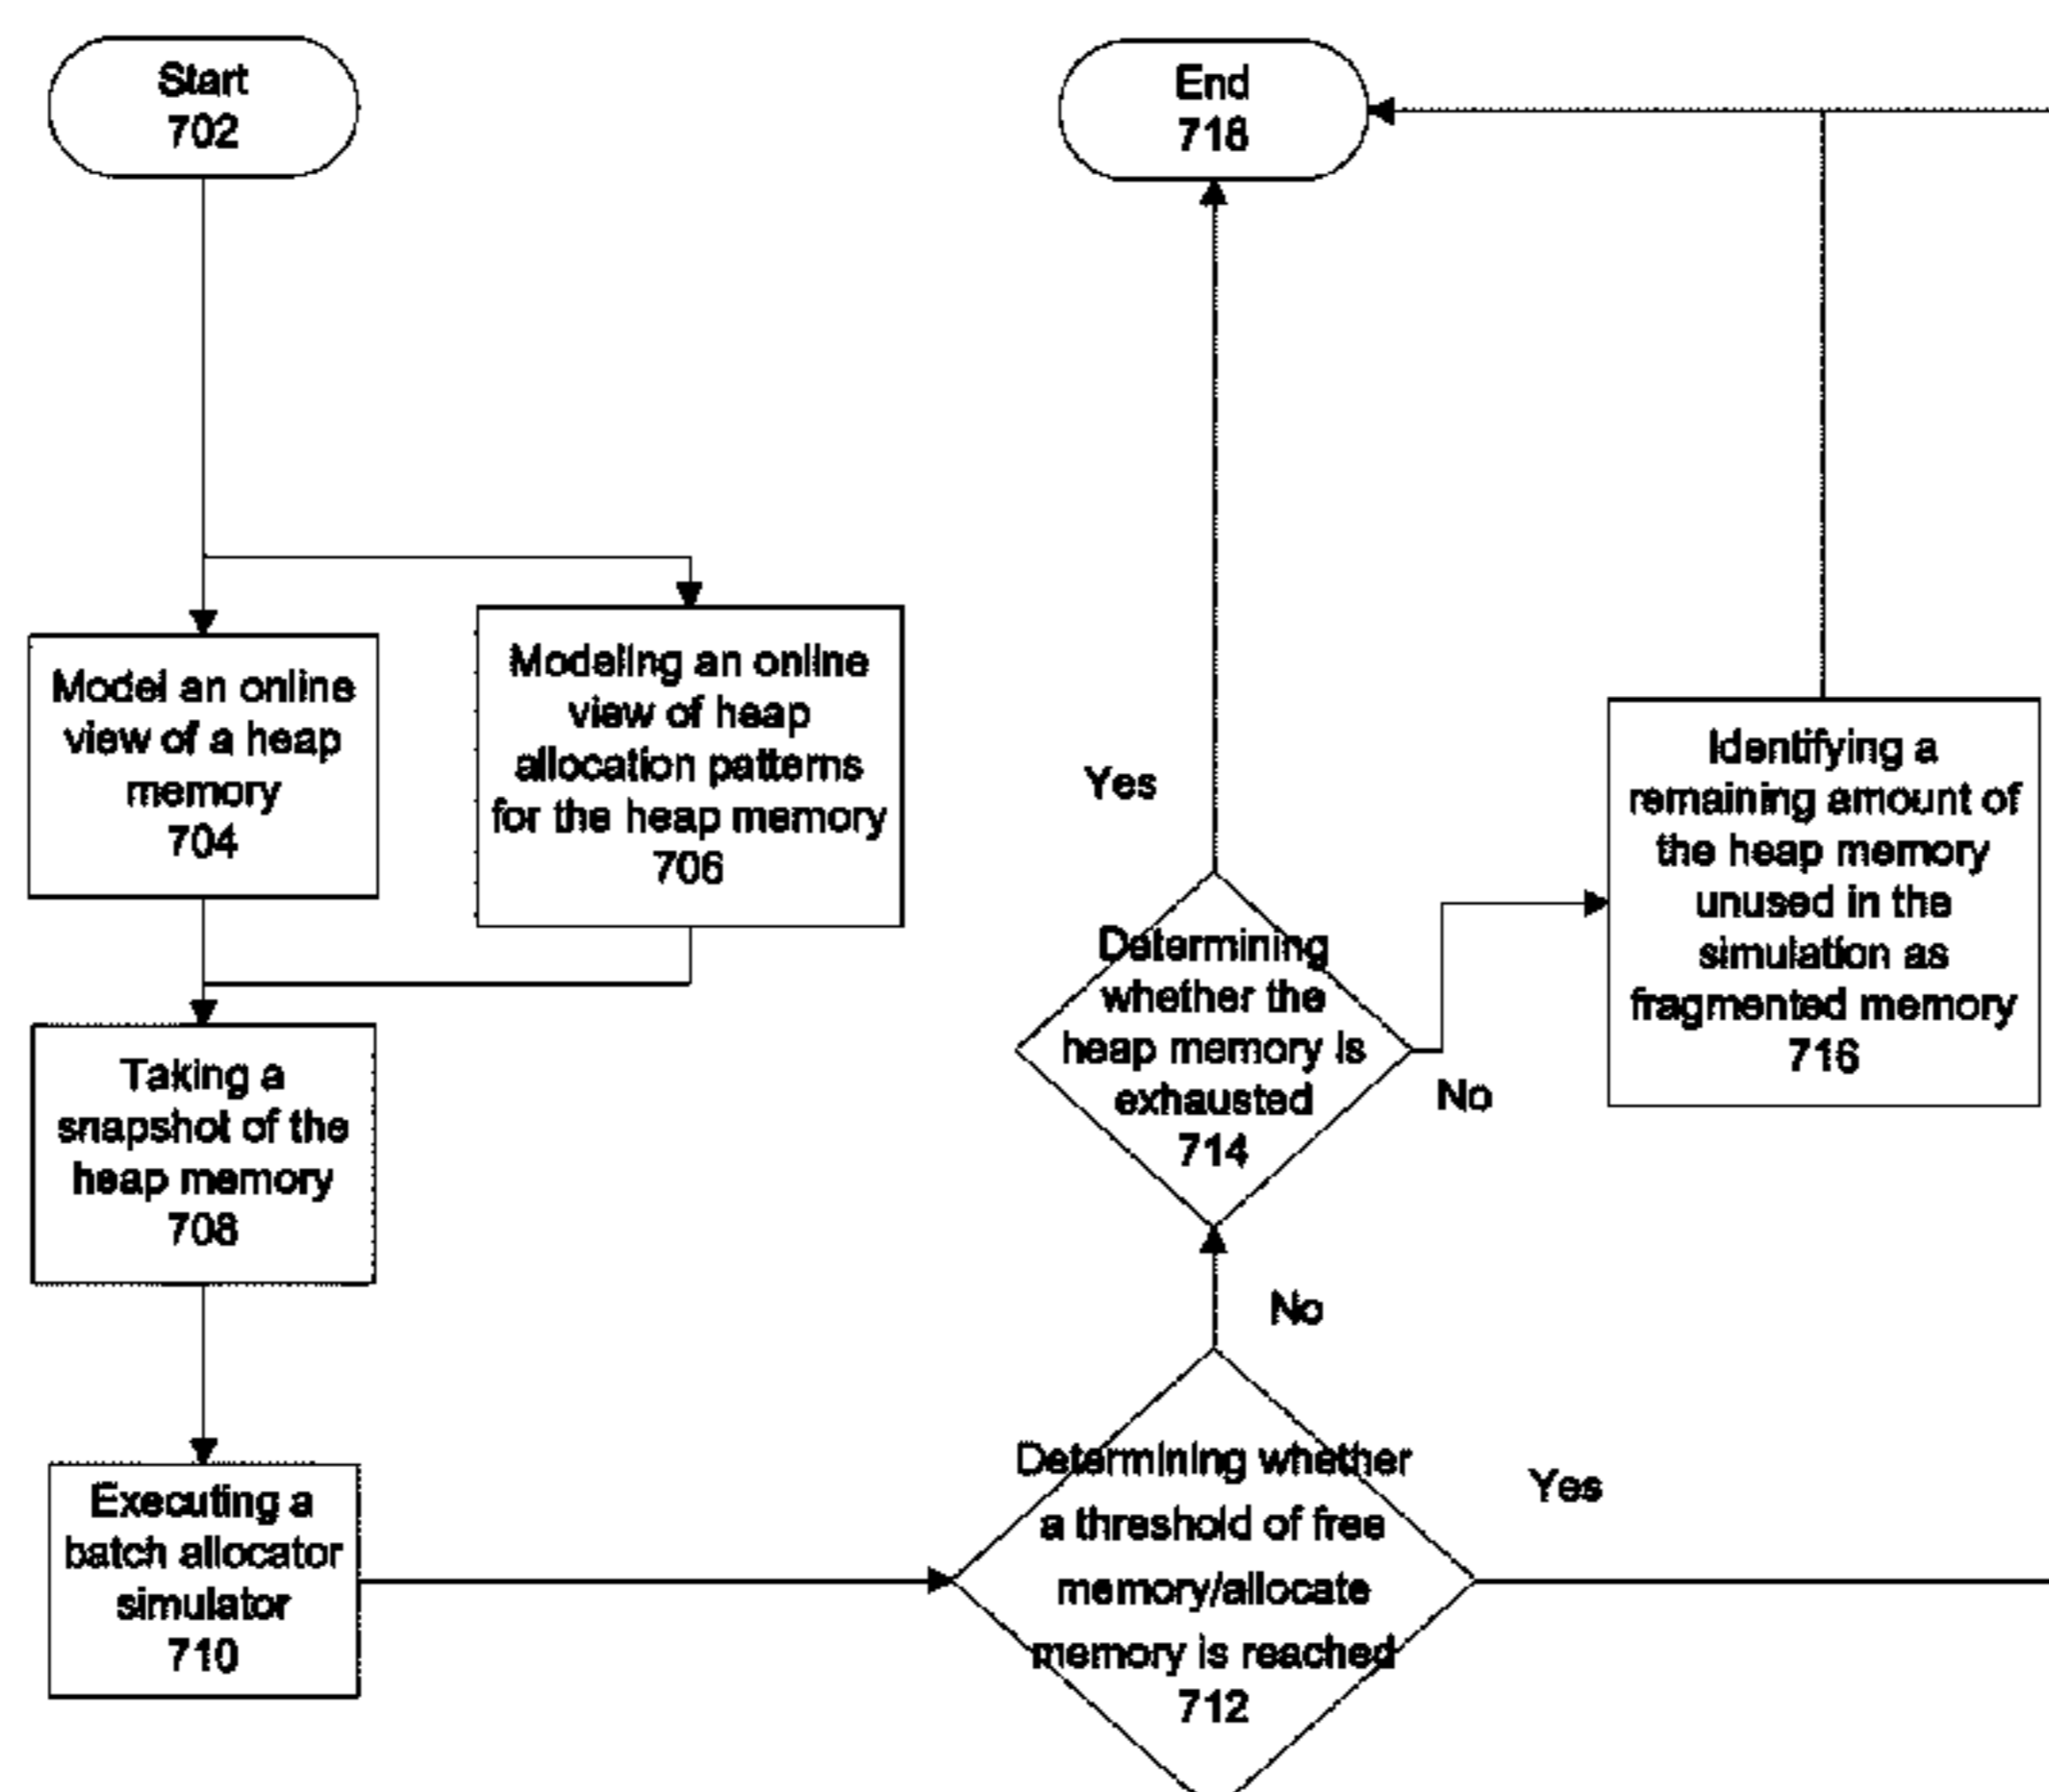 Start
702
Model an online
view of a heap
memory
704
Modeling an online
view of heap
allocation patterns
for the heap memory
706
Taking a
snapshot of the
heap memory
708
Executing a
batch allocator
simulator
710
Determining whether
a threshold of free
memory/allocate
memory is reached
712
Yes
No
Determining
whether the
heap memory is
exhausted
714
No
Yes
Identifying a
remaining amount of
the heap memory
unused in the
simulation as
fragmented memory
716
End
718